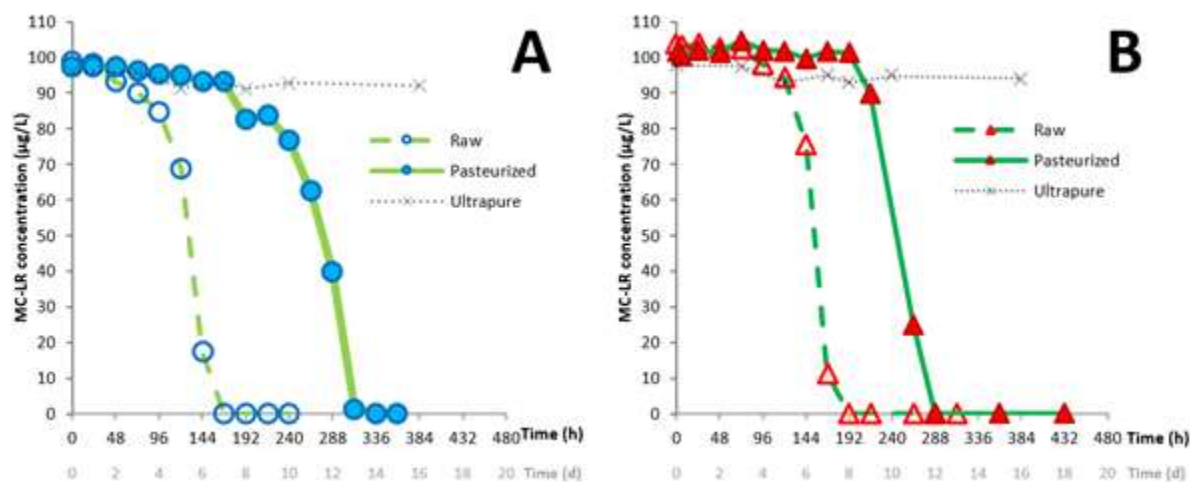 A
MC-LR concentration (µg/L)
110
100
90
80
70
60
50
40
30
20
10
0
Raw
Pasteurized
Ultrapure
0 48 96 144 192 240 288 336 384 432 480 Time (h)
0 2 4 6 8 10 12 14 16 18 20 Time (d)
B
MC-LR concentration (µg/L)
110
100
90
80
70
60
50
40
30
20
10
0
Raw
Pasteurized
Ultrapure
0 48 96 144 192 240 288 336 384 432 480 Time (h)
0 2 4 6 8 10 12 14 16 18 20 Time (d)